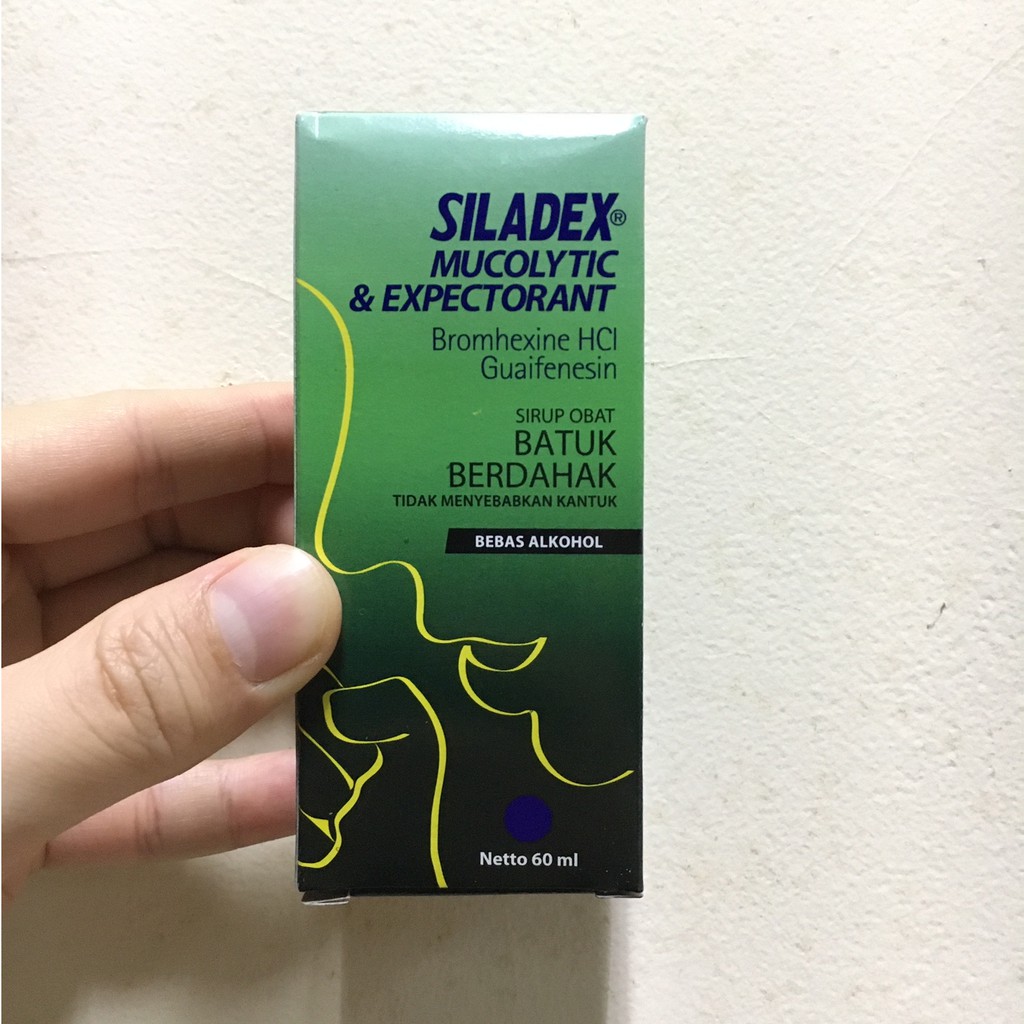 SILADEX®
MUCOLYTIC
& EXPECTORANT
Bromhexine HCl
Guaifenesin
SIRUP OBAT
BATUK
BERDAHAK
TIDAK MENYEBABKAN KANTUK
BEBAS ALKOHOL
Netto 60 ml